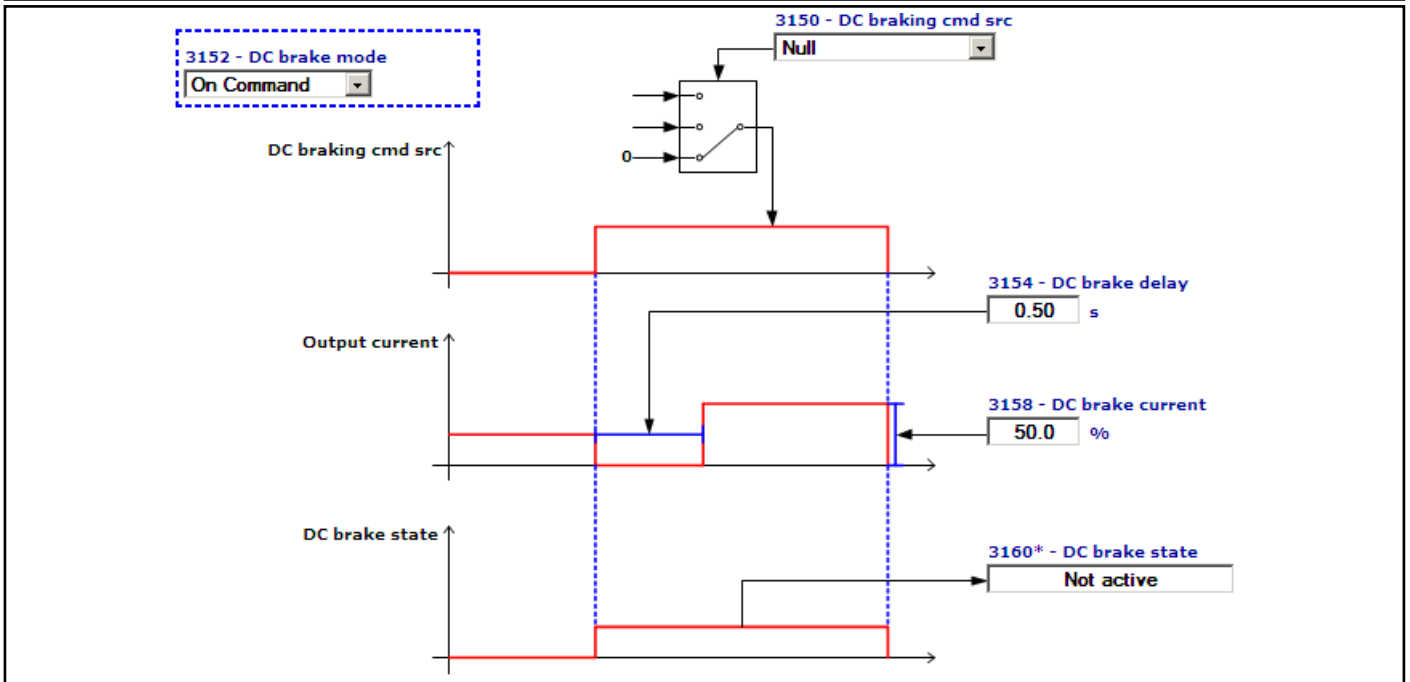 3150 - DC braking cmd src
Null
3152 - DC brake mode
On Command
DC braking cmd src
0
3154 - DC brake delay
0.50 s
Output current
3158 - DC brake current
50.0 %
DC brake state
3160* - DC brake state
Not active